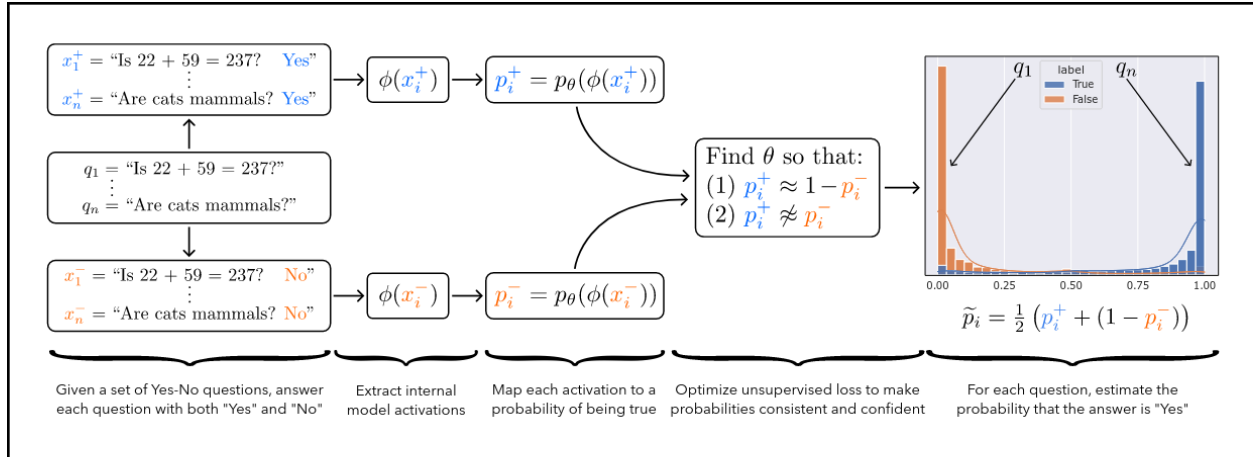 x₁⁺ = “Is 22 + 59 = 237? Yes”
⋮
xₙ⁺ = “Are cats mammals? Yes”
ϕ(xᵢ⁺)
pᵢ⁺ = p_θ(ϕ(xᵢ⁺))
q₁ = “Is 22 + 59 = 237?”
⋮
qₙ = “Are cats mammals?”
x₁⁻ = “Is 22 + 59 = 237? No”
⋮
xₙ⁻ = “Are cats mammals? No”
ϕ(xᵢ⁻)
pᵢ⁻ = p_θ(ϕ(xᵢ⁻))
Find θ so that:
(1) pᵢ⁺ ≈ 1 − pᵢ⁻
(2) pᵢ⁺ ≉ pᵢ⁻
q₁
label
True
False
qₙ
0.00 0.25 0.50 0.75 1.00
p̃ᵢ = ½ (pᵢ⁺ + (1 − pᵢ⁻))
Given a set of Yes-No questions, answer
each question with both "Yes" and "No"
Extract internal
model activations
Map each activation to a
probability of being true
Optimize unsupervised loss to make
probabilities consistent and confident
For each question, estimate the
probability that the answer is "Yes"